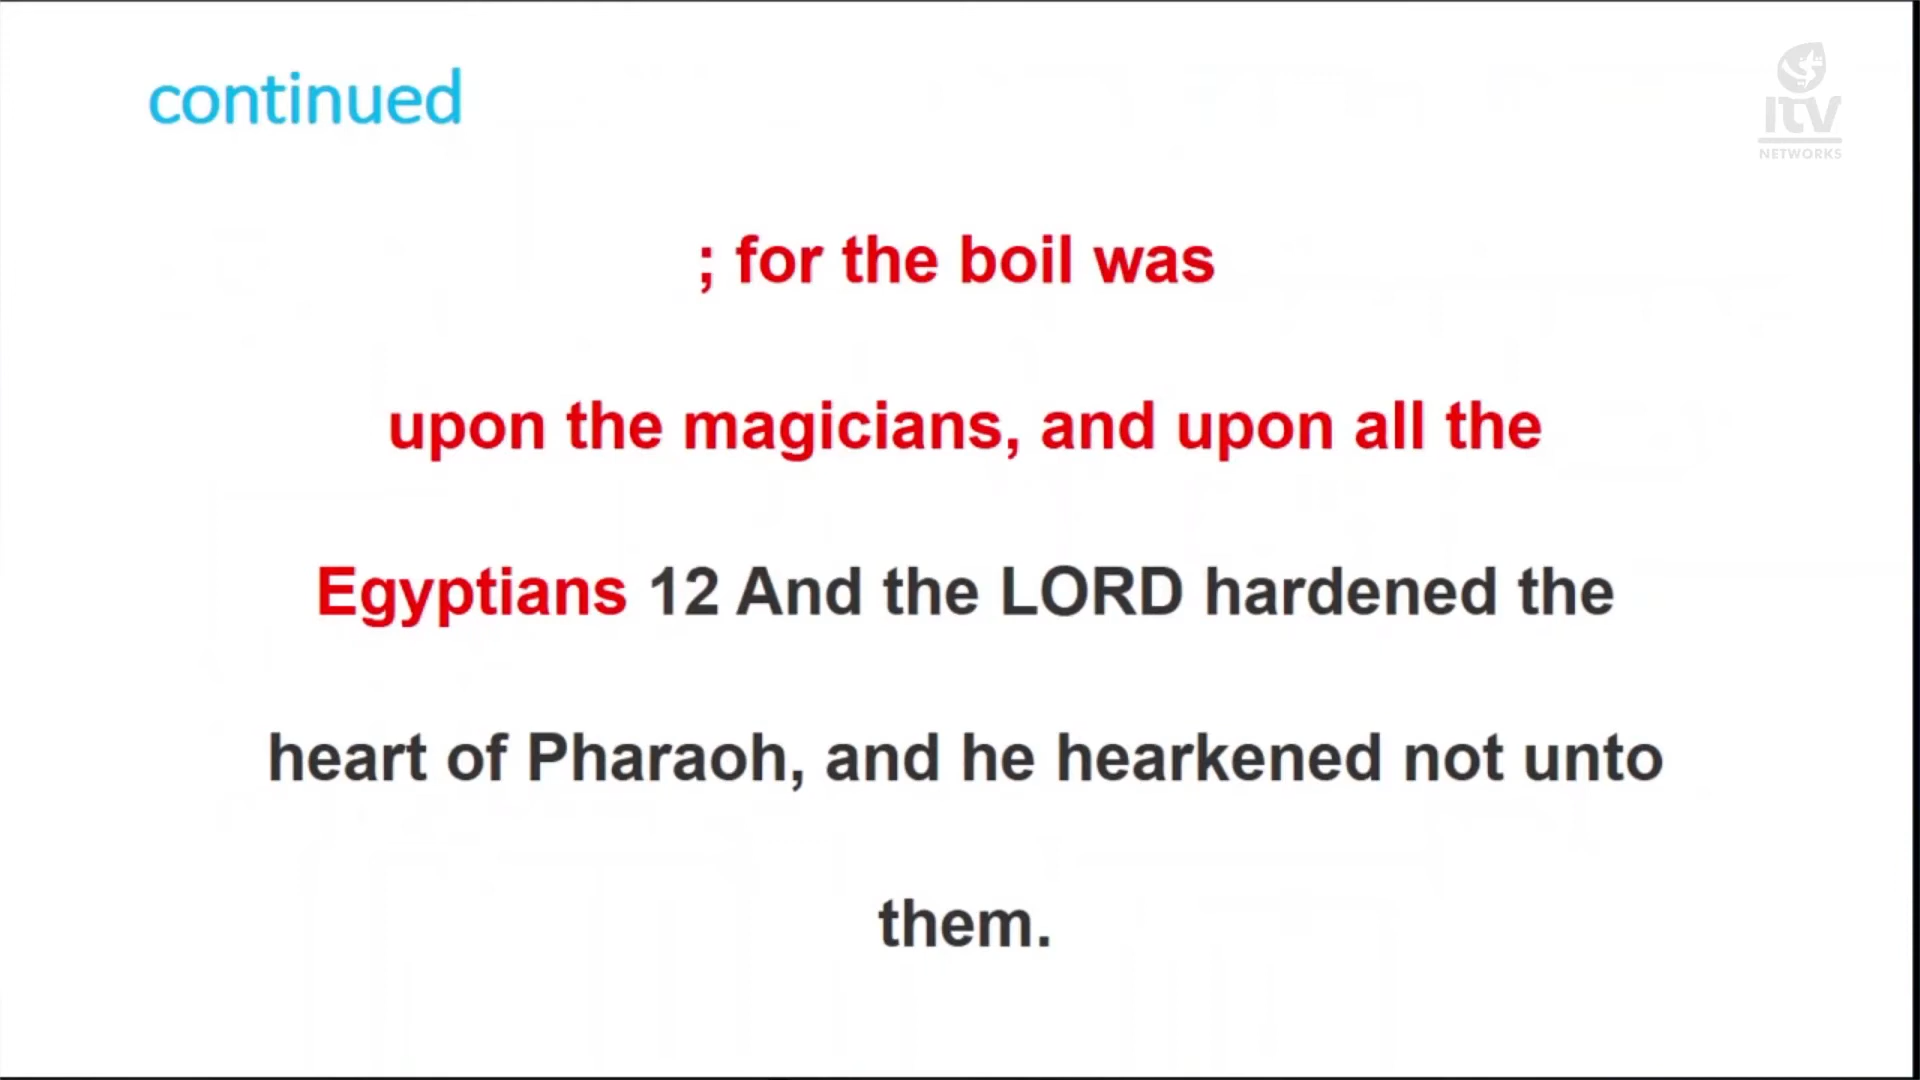 continued
ITV
NETWORKS
; for the boil was
upon the magicians, and upon all the
Egyptians 12 And the LORD hardened the
heart of Pharaoh, and he hearkened not unto
them.